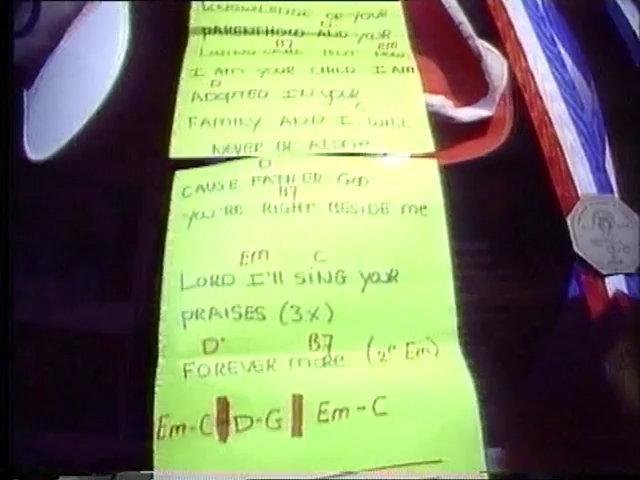 KNOWLEDGE OF YOUR
G
PARENTHOOD AND YOUR
B7 Em
I AM YOUR CHILD I AM
D
ADOPTED IN YOUR
C
FAMILY AND I WILL
NEVER BE ALONE
D
CAUSE FATHER GOD
B7
YOU'RE RIGHT BESIDE me
Em C
LORD I'LL SING YOUR
PRAISES (3x)
D B7
FOREVER more (2ª Em)
Em-C D-G Em-C